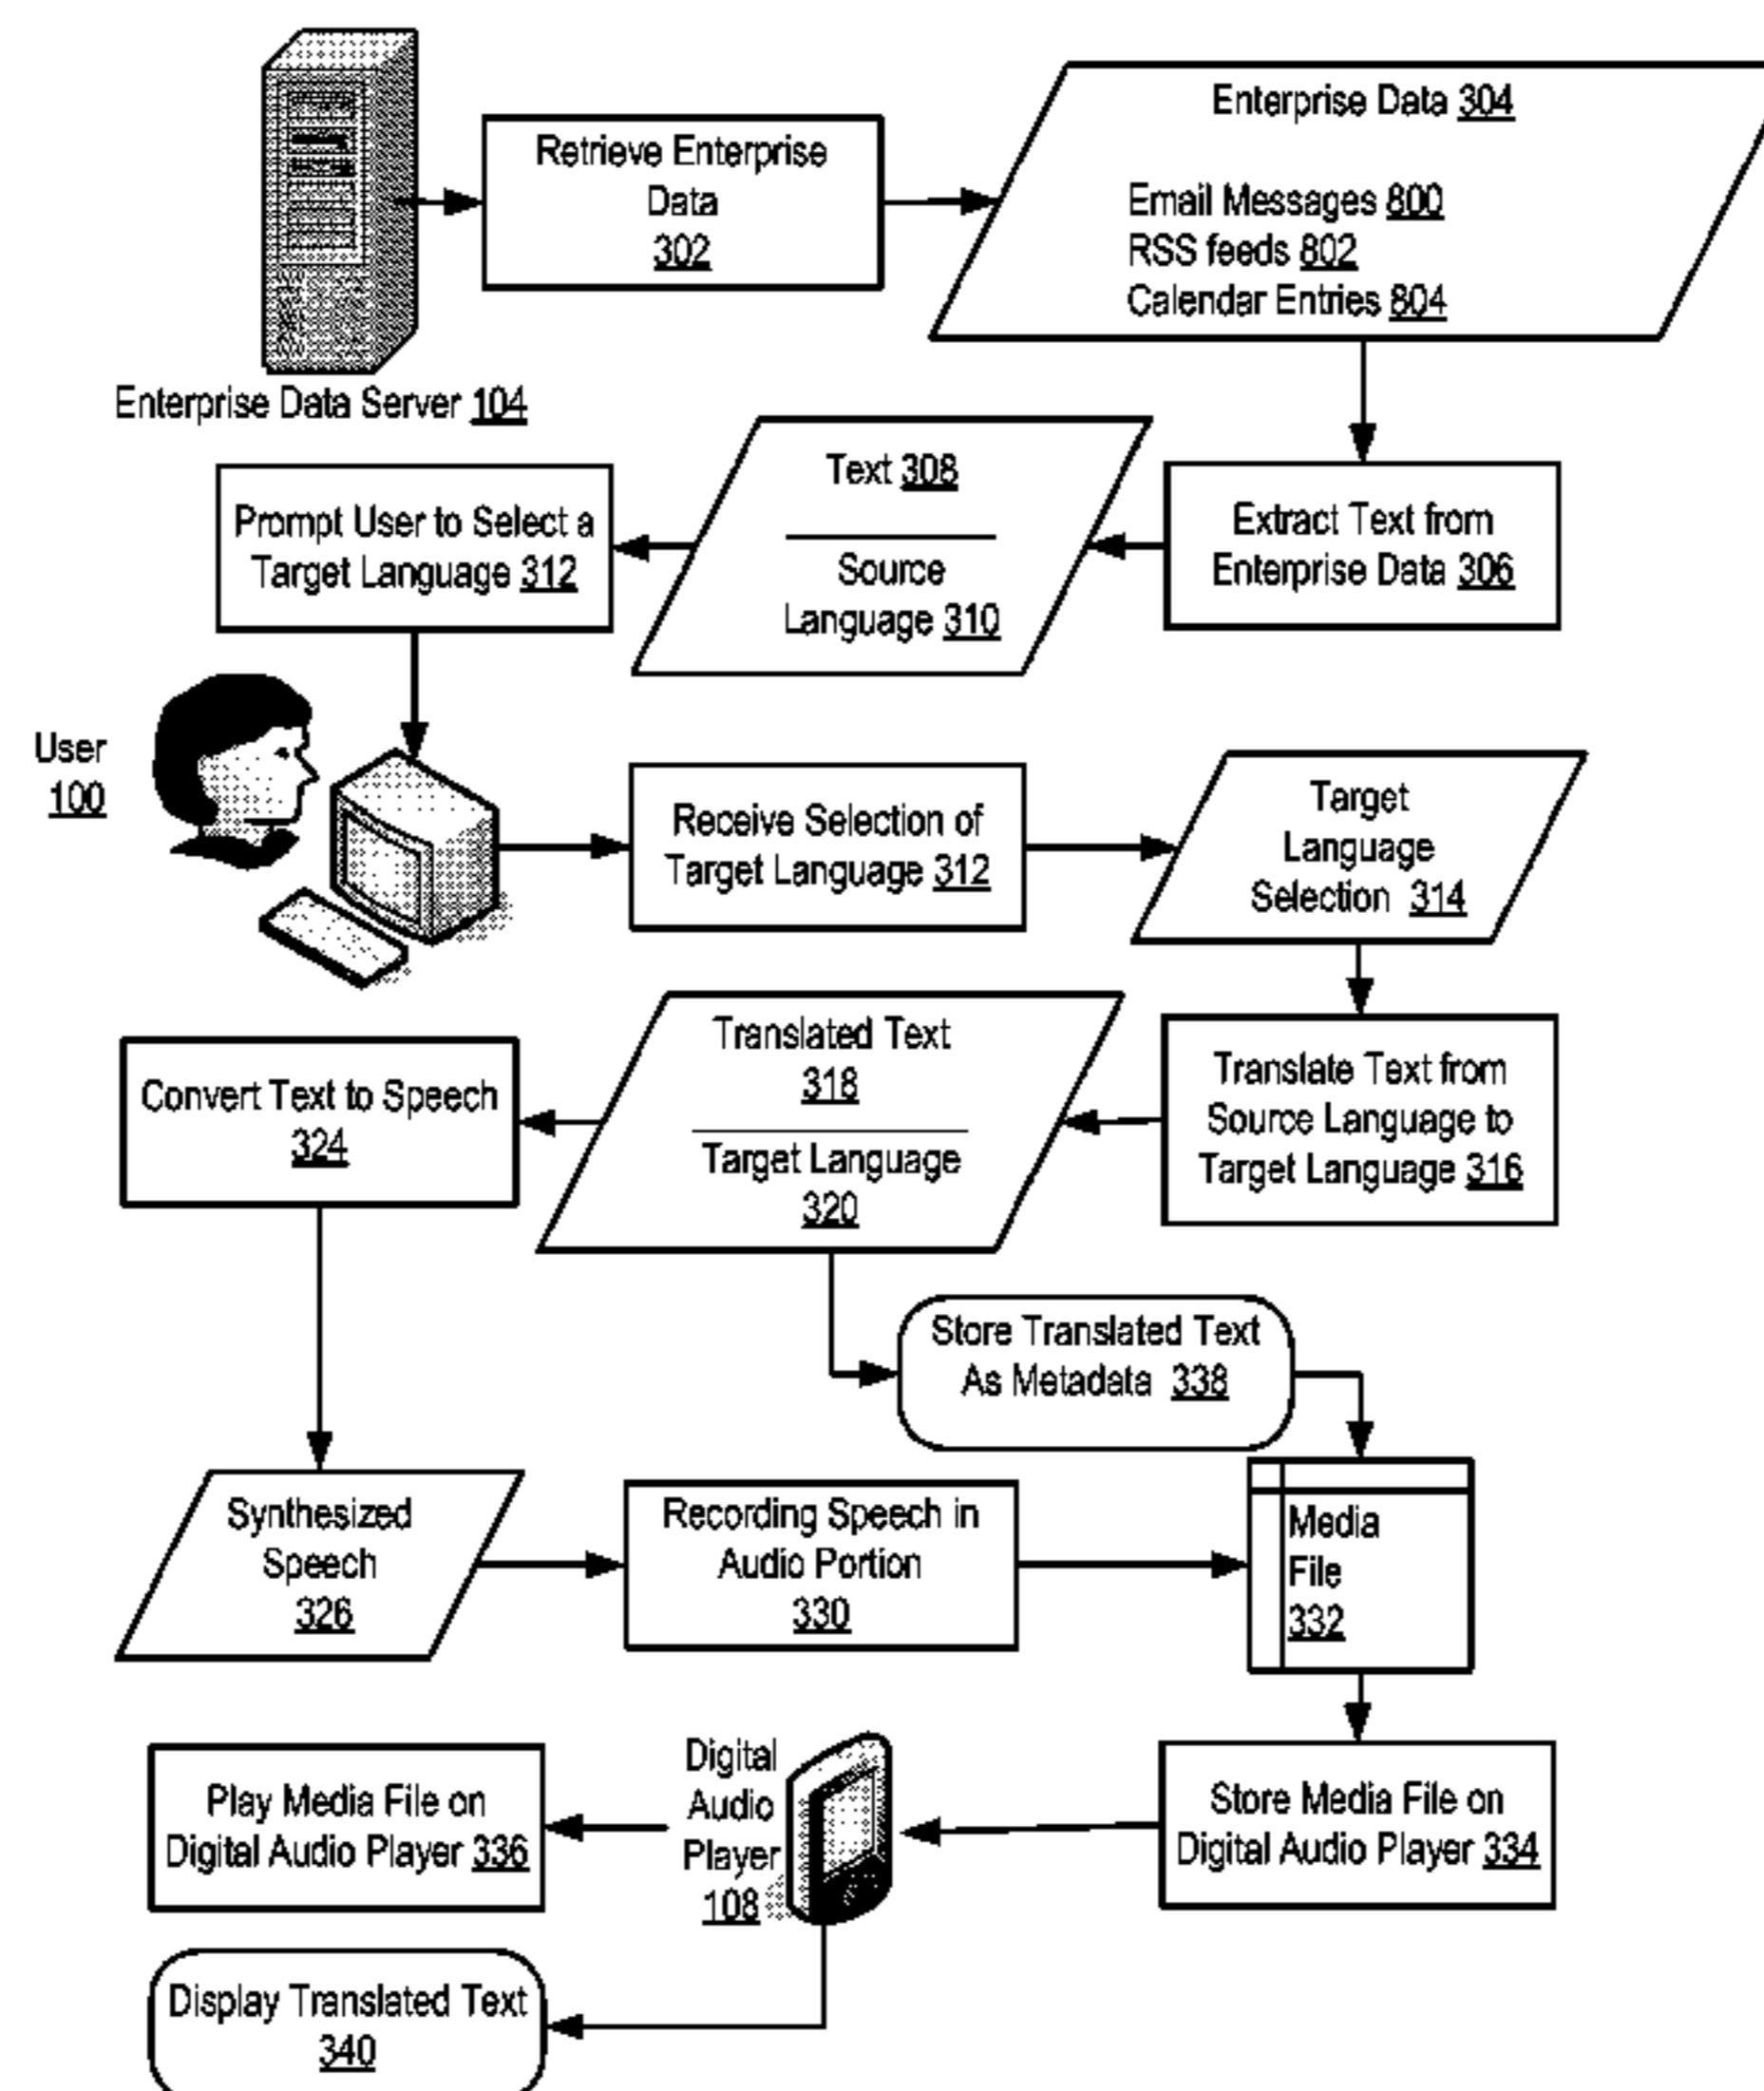 Retrieve Enterprise
Data
302
Enterprise Data 304
Email Messages 800
RSS feeds 802
Calendar Entries 804
Enterprise Data Server 104
Prompt User to Select a
Target Language 312
Text 308
Source
Language 310
Extract Text from
Enterprise Data 306
User
100
Receive Selection of
Target Language 312
Target
Language
Selection 314
Convert Text to Speech
324
Translated Text
318
Target Language
320
Translate Text from
Source Language to
Target Language 316
Store Translated Text
As Metadata 338
Synthesized
Speech
326
Recording Speech in
Audio Portion
330
Media
File
332
Play Media File on
Digital Audio Player 336
Digital
Audio
Player
108
Store Media File on
Digital Audio Player 334
Display Translated Text
340